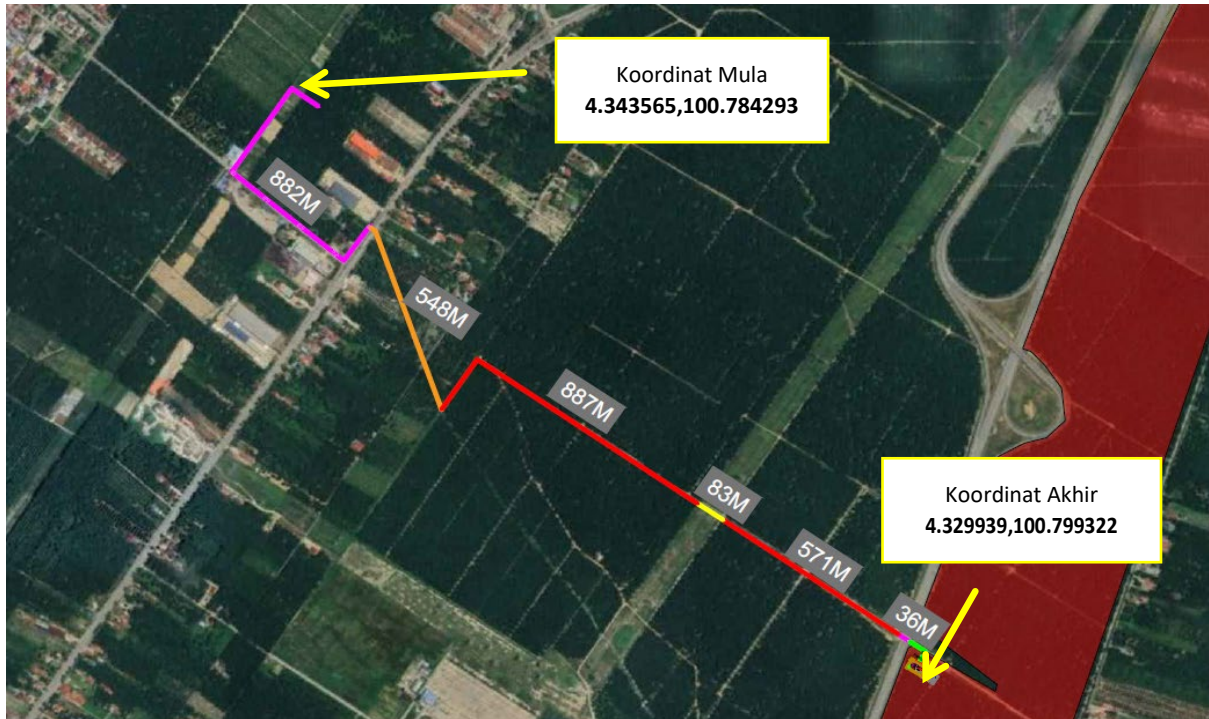 Koordinat Mula
4.343565,100.784293
882M
548M
887M
83M
571M
36M
Koordinat Akhir
4.329939,100.799322